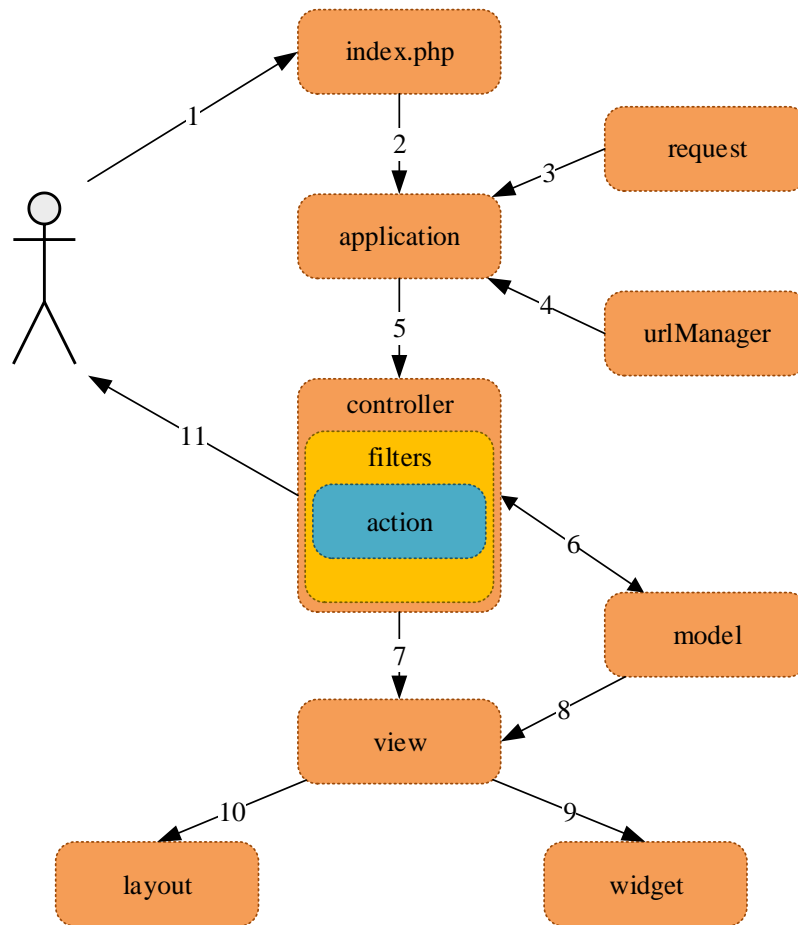 index.php
1
2
request
3
application
4
urlManager
5
controller
filters
action
11
6
model
7
8
view
10
9
layout
widget